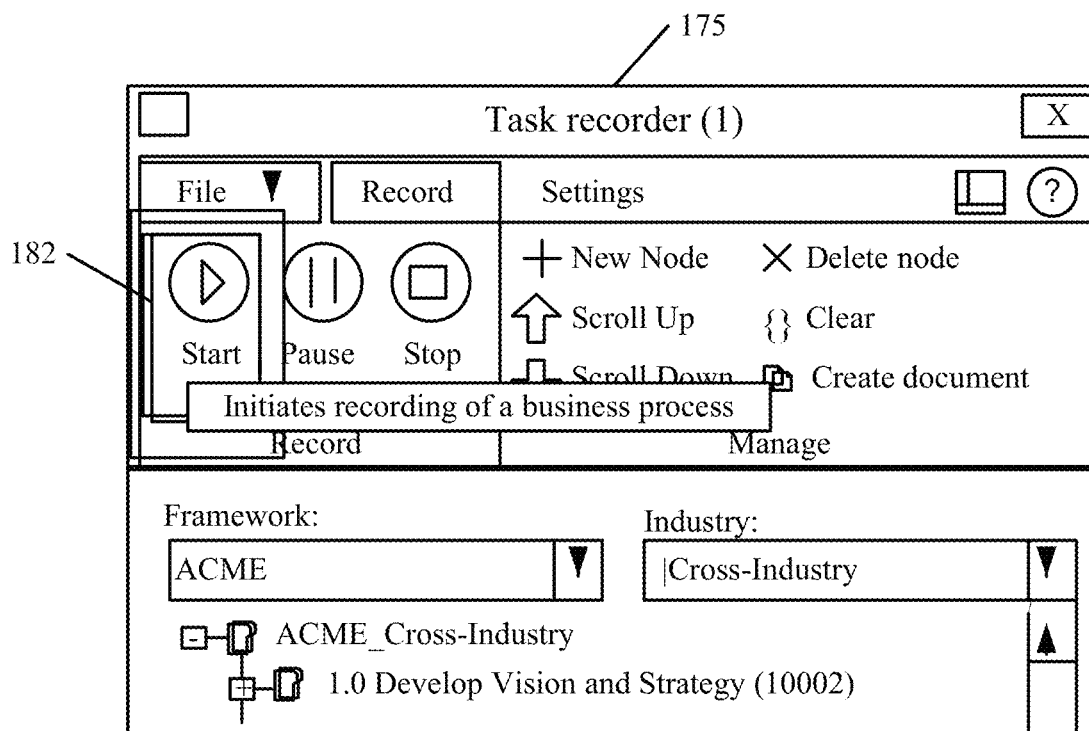 175
Task recorder (1)
X
File
Record
Settings
?
182
New Node
Delete node
Scroll Up
{} Clear
Start
Pause
Stop
Scroll Down
Create document
Initiates recording of a business process
Record
Manage
Framework:
Industry:
ACME
Cross-Industry
ACME_Cross-Industry
1.0 Develop Vision and Strategy (10002)